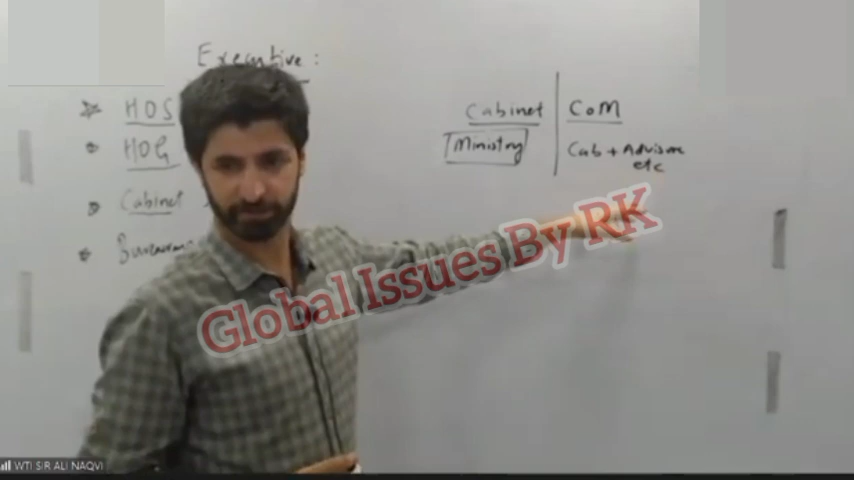 Executive :
HOS
HOG
Cabinet
Cabinet
Ministry
COM
Cab + Advisors
etc
Global Issues By RK
WTI SIR ALI NAQVI